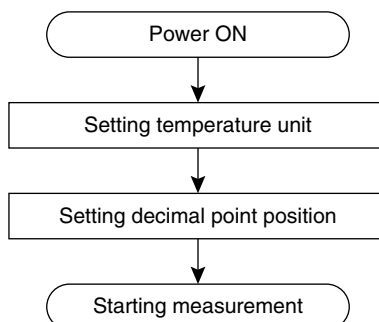 Power ON
Setting temperature unit
Setting decimal point position
Starting measurement